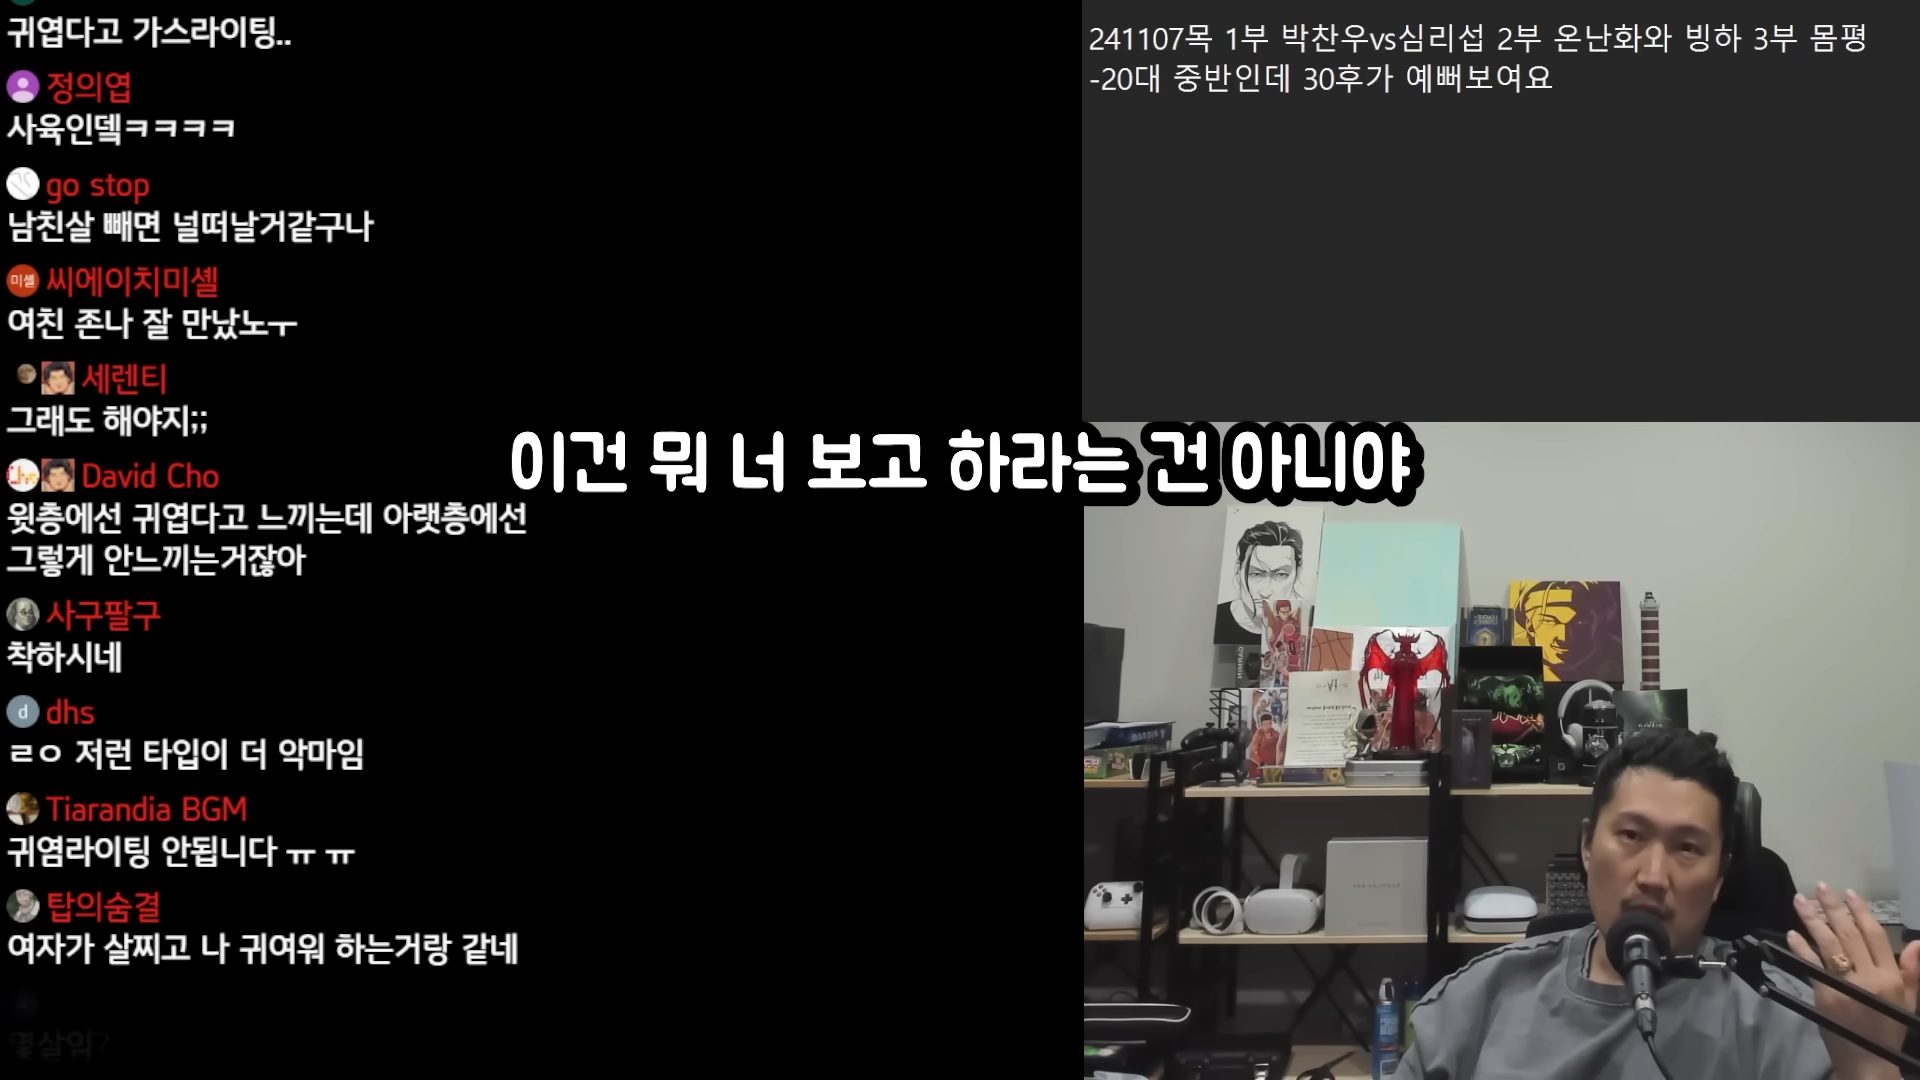 귀엽다고 가스라이팅..
정의엽
사육인뎈ㅋㅋㅋㅋ
go stop
남친살 빼면 널떠날거같구나
미셸 씨에이치미셸
여친 존나 잘 만났노ㅜ
세렌티
그래도 해야지;;
David Cho
윗층에선 귀엽다고 느끼는데 아랫층에선
그렇게 안느끼는거잖아
사구팔구
착하시네
d dhs
ㄹㅇ 저런 타입이 더 악마임
Tiarandia BGM
귀염라이팅 안됩니다 ㅠ ㅠ
탑의숨결
여자가 살찌고 나 귀여워 하는거랑 같네
몇살임?
241107목 1부 박찬우vs심리섭 2부 온난화와 빙하 3부 몸평
-20대 중반인데 30후가 예뻐보여요
이건 뭐 너 보고 하라는 건 아니야